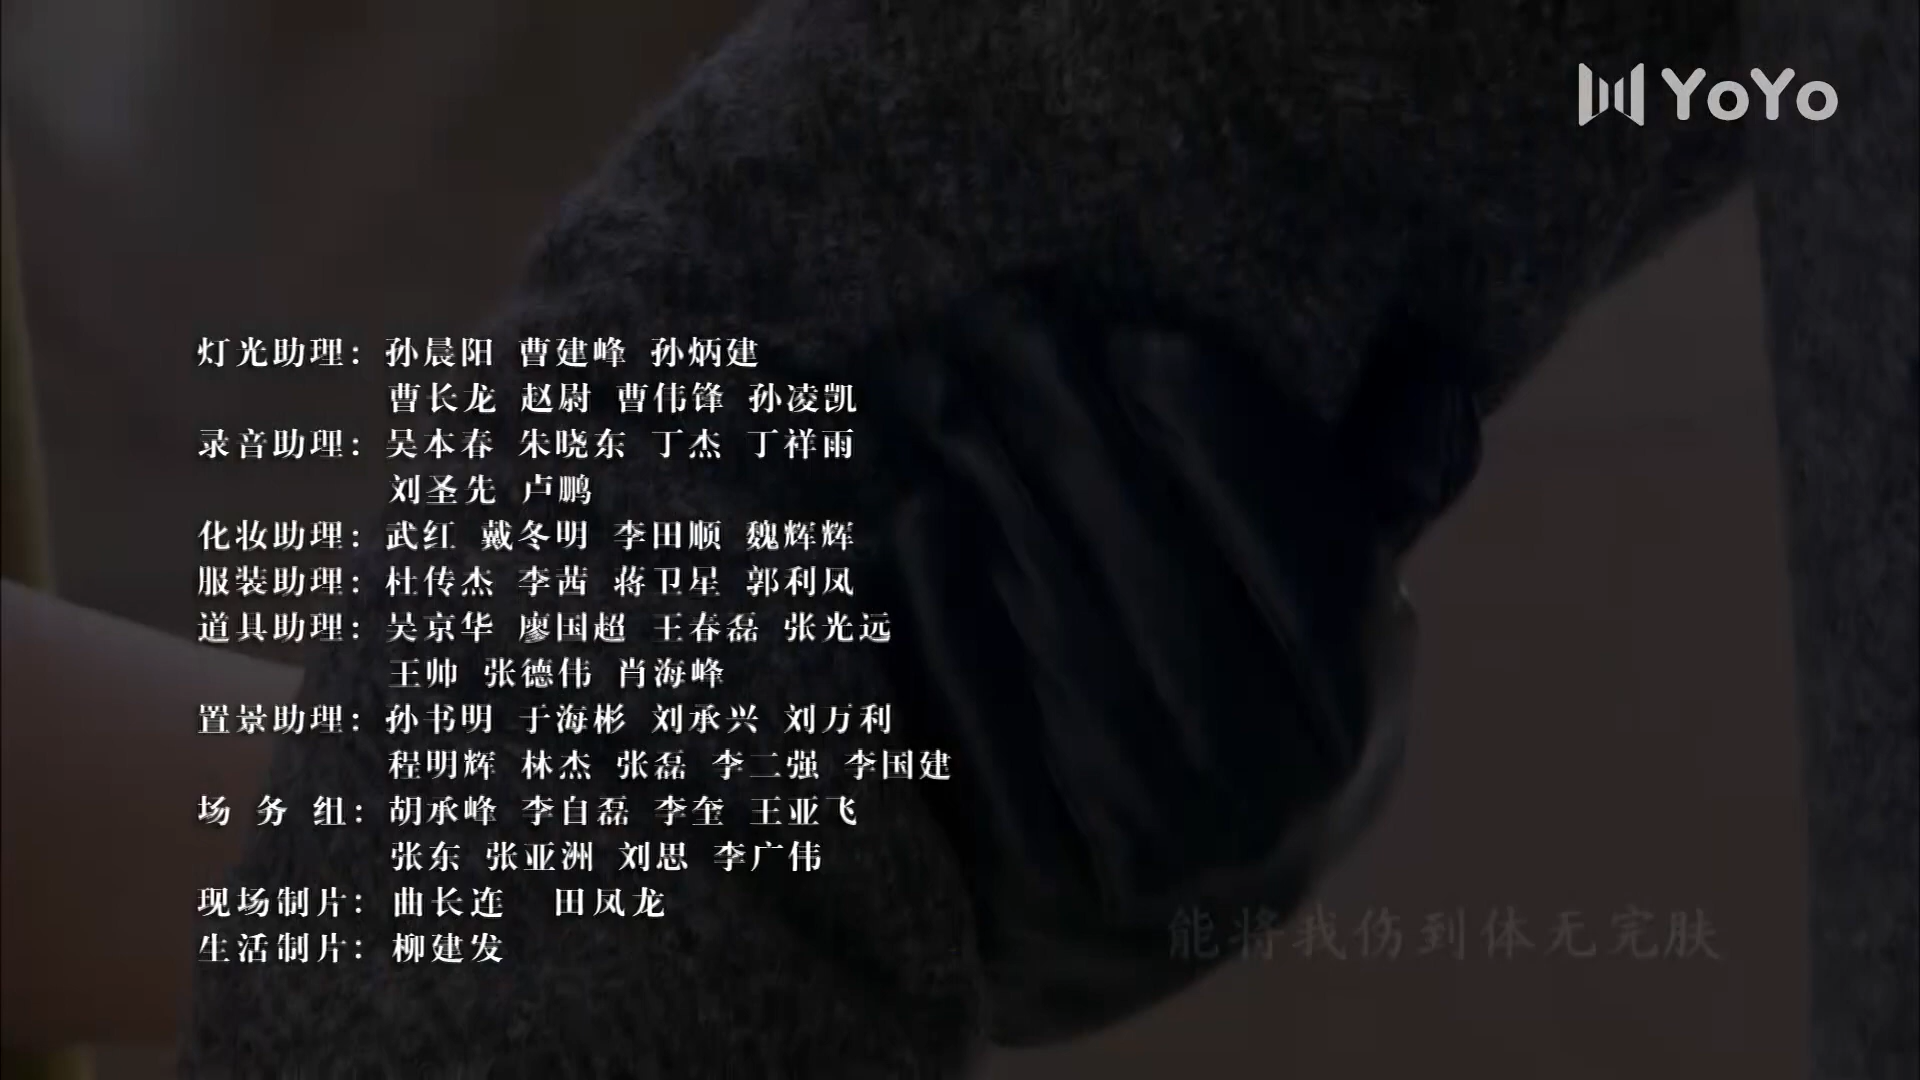 YoYo
灯光助理：孙晨阳 曹建峰 孙炳建
曹长龙 赵尉 曹伟锋 孙凌凯
录音助理：吴本春 朱晓东 丁杰 丁祥雨
刘圣先 卢鹏
化妆助理：武红 戴冬明 李田顺 魏辉辉
服装助理：杜传杰 李茜 蒋卫星 郭利凤
道具助理：吴京华 廖国超 王春磊 张光远
王帅 张德伟 肖海峰
置景助理：孙书明 于海彬 刘承兴 刘万利
程明辉 林杰 张磊 李二强 李国建
场 务 组：胡承峰 李自磊 李奎 王亚飞
张东 张亚洲 刘思 李广伟
现场制片：曲长连 田凤龙
生活制片：柳建发
能将我伤到体无完肤